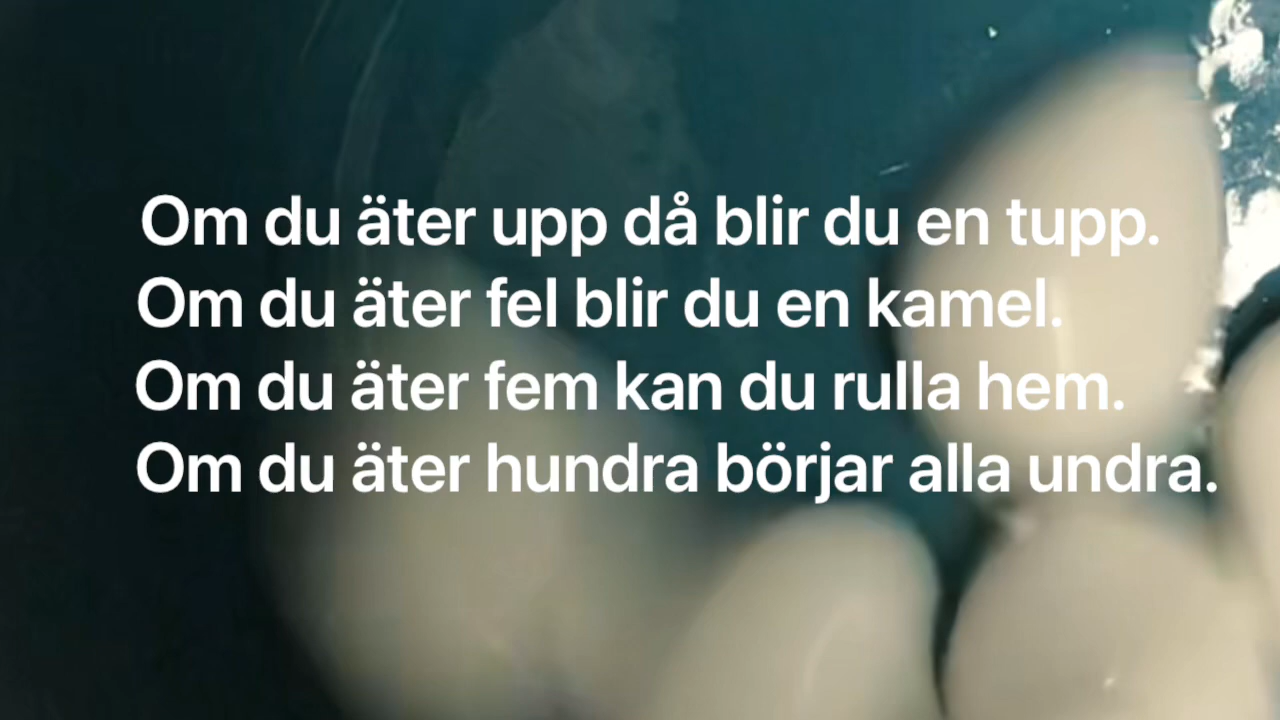 Om du äter upp då blir du en tupp.
Om du äter fel blir du en kamel.
Om du äter fem kan du rulla hem.
Om du äter hundra börjar alla undra.